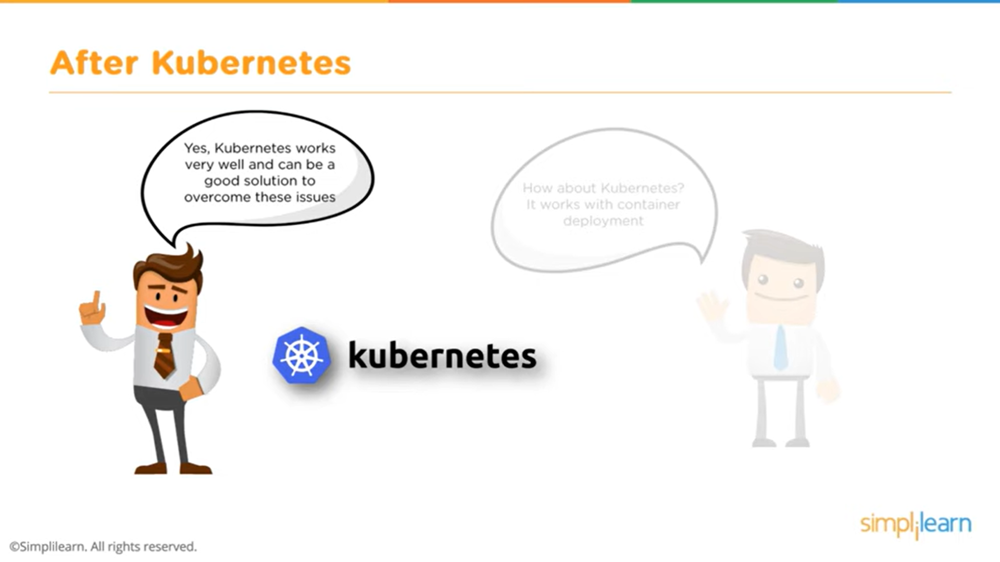 After Kubernetes
Yes, Kubernetes works
very well and can be a
good solution to
overcome these issues
How about Kubernetes?
It works with container
deployment
kubernetes
simplilearn
©Simplilearn. All rights reserved.